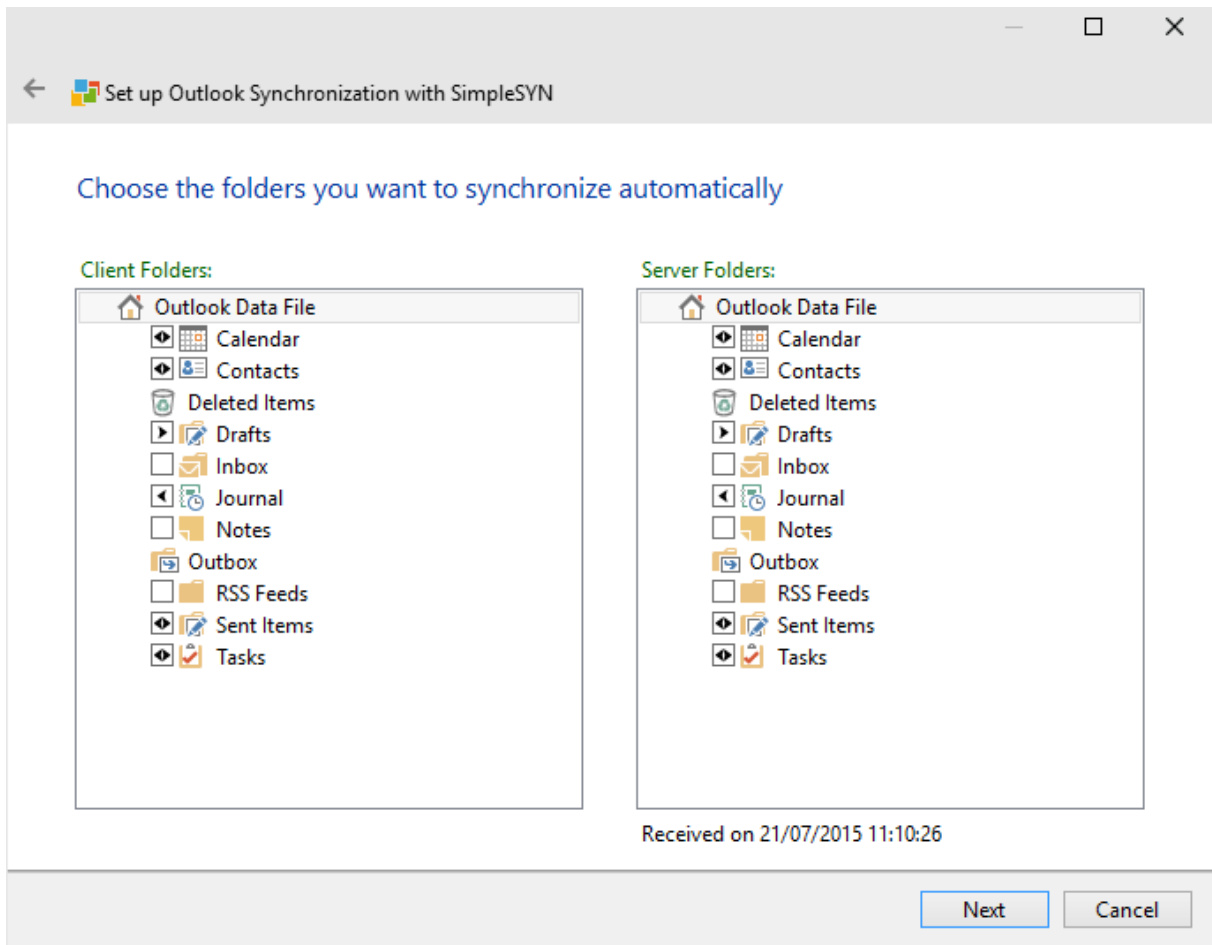 Set up Outlook Synchronization with SimpleSYN
Choose the folders you want to synchronize automatically
Client Folders:
Outlook Data File
Calendar
Contacts
Deleted Items
Drafts
Inbox
Journal
Notes
Outbox
RSS Feeds
Sent Items
Tasks
Server Folders:
Outlook Data File
Calendar
Contacts
Deleted Items
Drafts
Inbox
Journal
Notes
Outbox
RSS Feeds
Sent Items
Tasks
Received on 21/07/2015 11:10:26
Next
Cancel